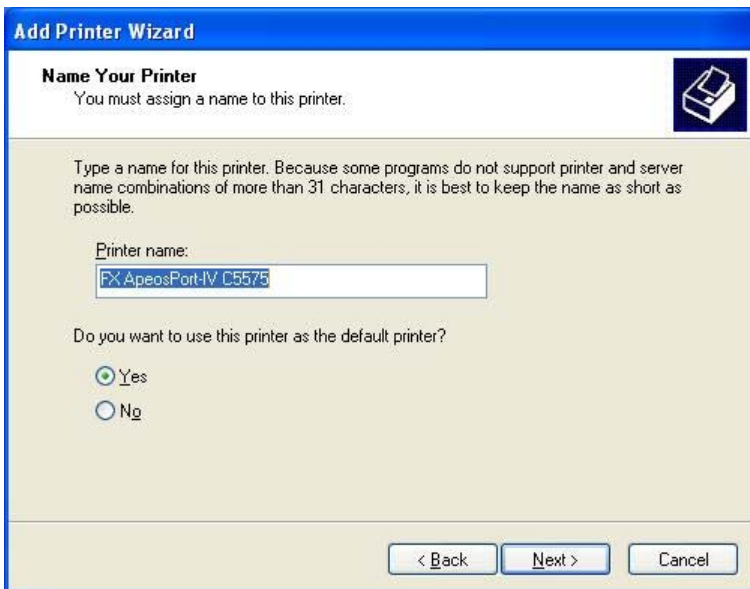 Add Printer Wizard
Name Your Printer
You must assign a name to this printer.
Type a name for this printer. Because some programs do not support printer and server
name combinations of more than 31 characters, it is best to keep the name as short as
possible.
Printer name:
FX ApeosPort-IV C5575
Do you want to use this printer as the default printer?
Yes
No
< Back Next > Cancel